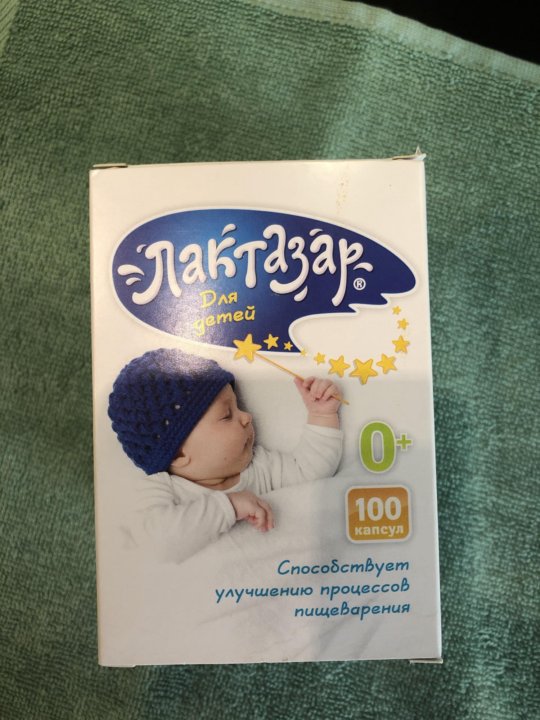 Лактазар®
Для
детей
0+
100
капсул
Способствует
улучшению процессов
пищеварения